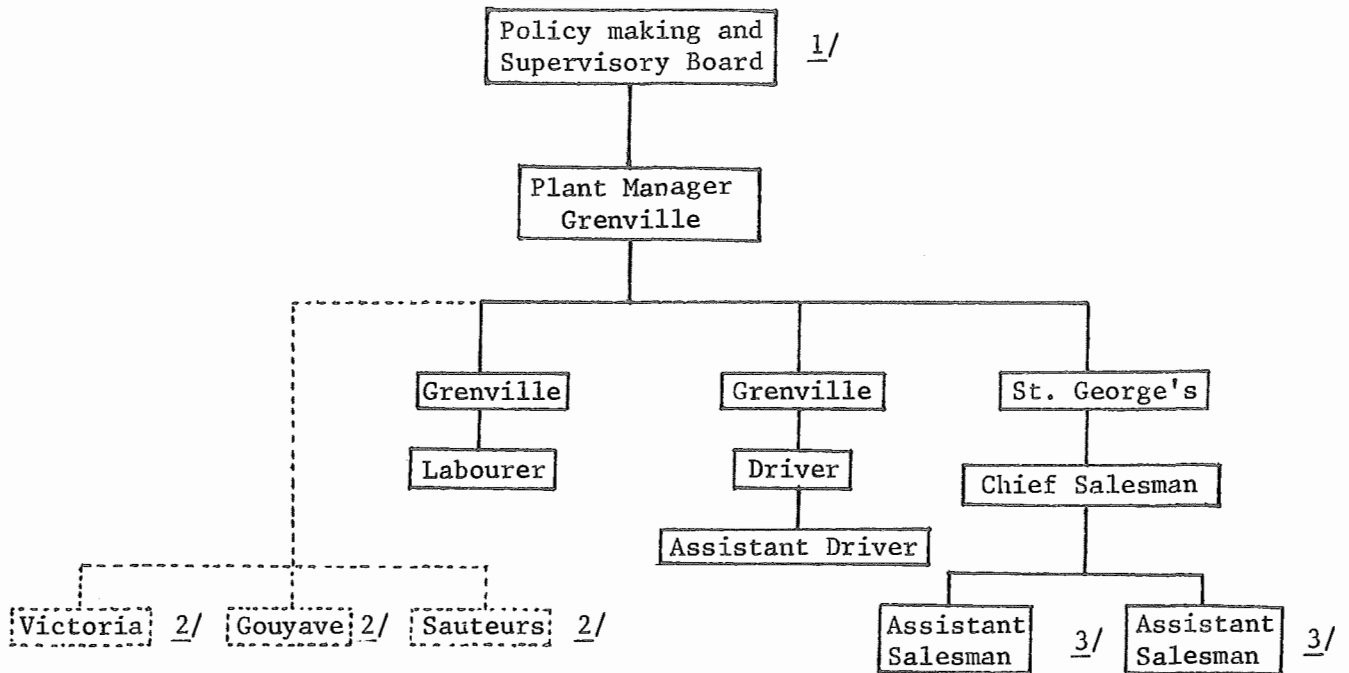 Policy making and
Supervisory Board 1/
Plant Manager
Grenville
Grenville
Grenville
St. George's
Labourer
Driver
Chief Salesman
Assistant Driver
Victoria 2/ Gouyave 2/ Sauteurs 2/
Assistant
Salesman 3/
Assistant
Salesman 3/